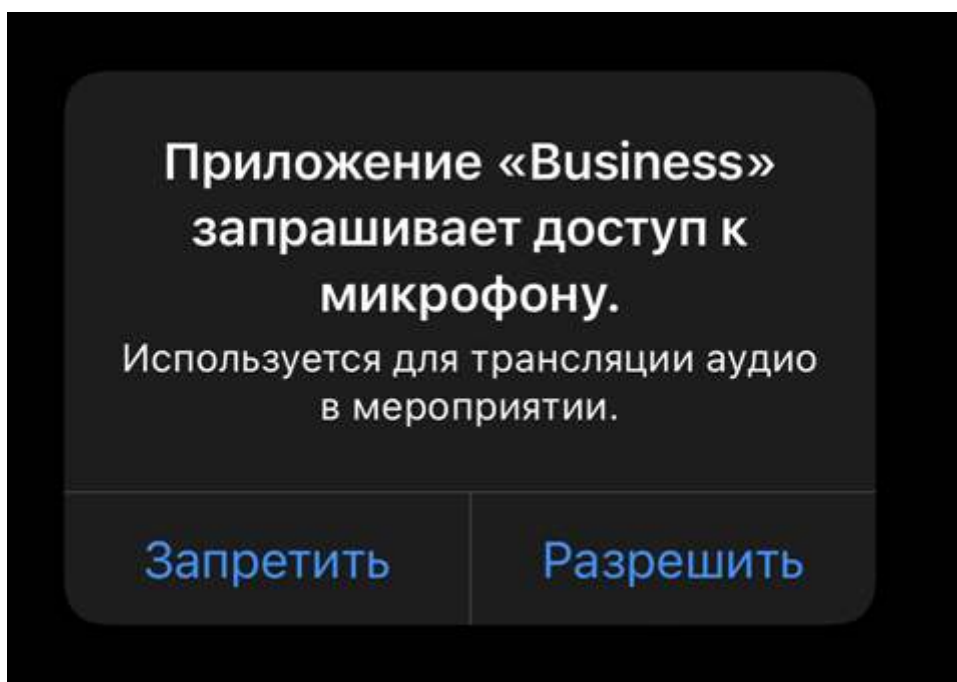 Приложение «Business»
запрашивает доступ к
микрофону.
Используется для трансляции аудио
в мероприятии.
Запретить
Разрешить